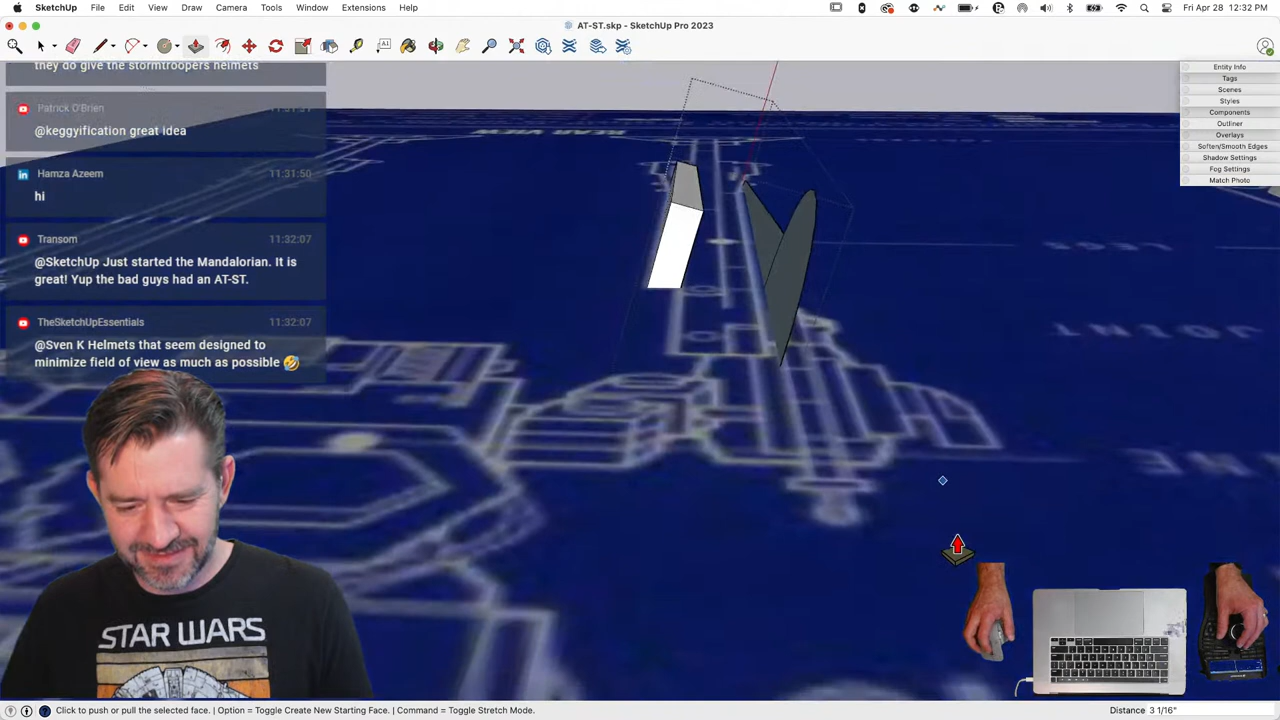 SketchUp File Edit View Draw Camera Tools Window Extensions Help
Fri Apr 28 12:32 PM
AT-ST.skp - SketchUp Pro 2023
they do give the stormtroopers helmets
Patrick O'Brien
@keggyification great idea
Hamza Azeem 11:31:50
hi
Transom 11:32:07
@SketchUp Just started the Mandalorian. It is
great! Yup the bad guys had an AT-ST.
TheSketchUpEssentials 11:32:07
@Sven K Helmets that seem designed to
minimize field of view as much as possible 🤣
Entity Info
Tags
Scenes
Styles
Components
Outliner
Overlays
Soften/Smooth Edges
Shadow Settings
Fog Settings
Match Photo
REAR VIEW
LEGS
JOINT
STAR WARS
Click to push or pull the selected face. | Option = Toggle Create New Starting Face. | Command = Toggle Stretch Mode.
Distance 3 1/16"